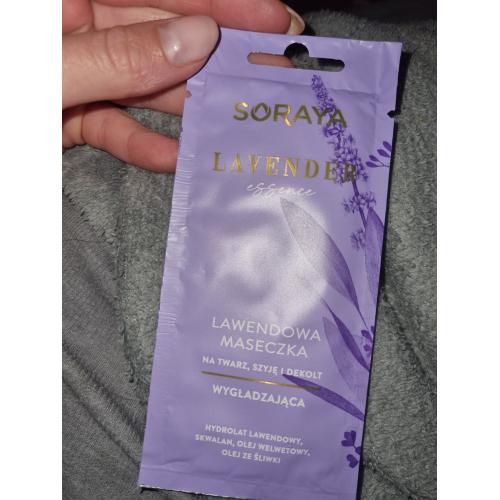 SORAYA
LAVENDER
essence
LAWENDOWA
MASECZKA
NA TWARZ, SZYJĘ I DEKOLT
WYGŁADZAJĄCA
HYDROLAT LAWENDOWY,
SKWALAN, OLEJ WELWETOWY,
OLEJ ZE ŚLIWKI